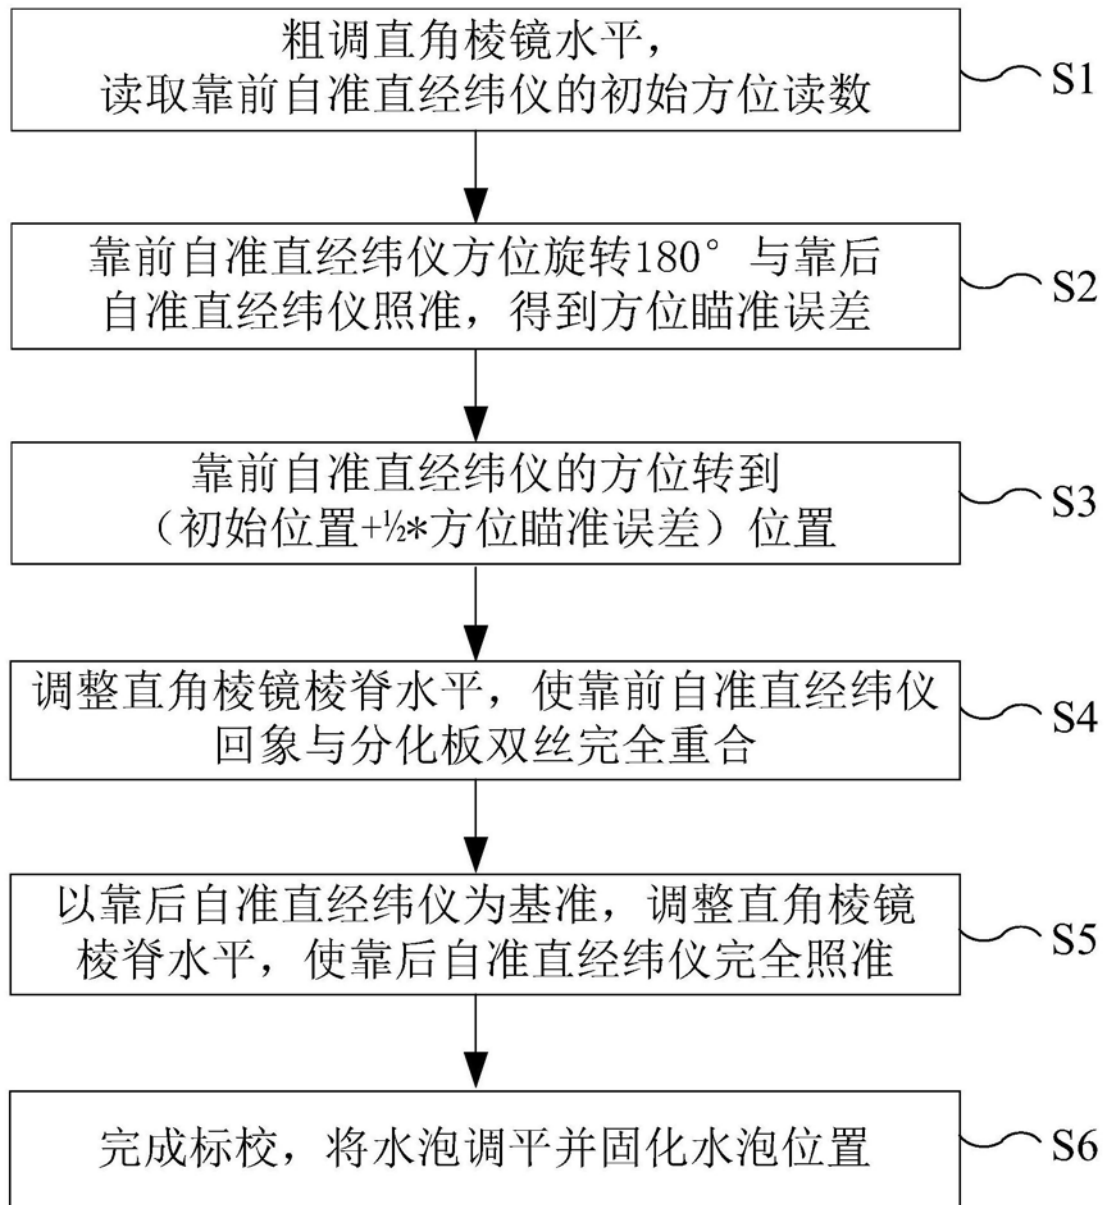 粗调直角棱镜水平，
读取靠前自准直经纬仪的初始方位读数
S1
靠前自准直经纬仪方位旋转180°与靠后
自准直经纬仪照准，得到方位瞄准误差
S2
靠前自准直经纬仪的方位转到
（初始位置+½*方位瞄准误差）位置
S3
调整直角棱镜棱脊水平，使靠前自准直经纬仪
回象与分化板双丝完全重合
S4
以靠后自准直经纬仪为基准，调整直角棱镜
棱脊水平，使靠后自准直经纬仪完全照准
S5
完成标校，将水泡调平并固化水泡位置
S6